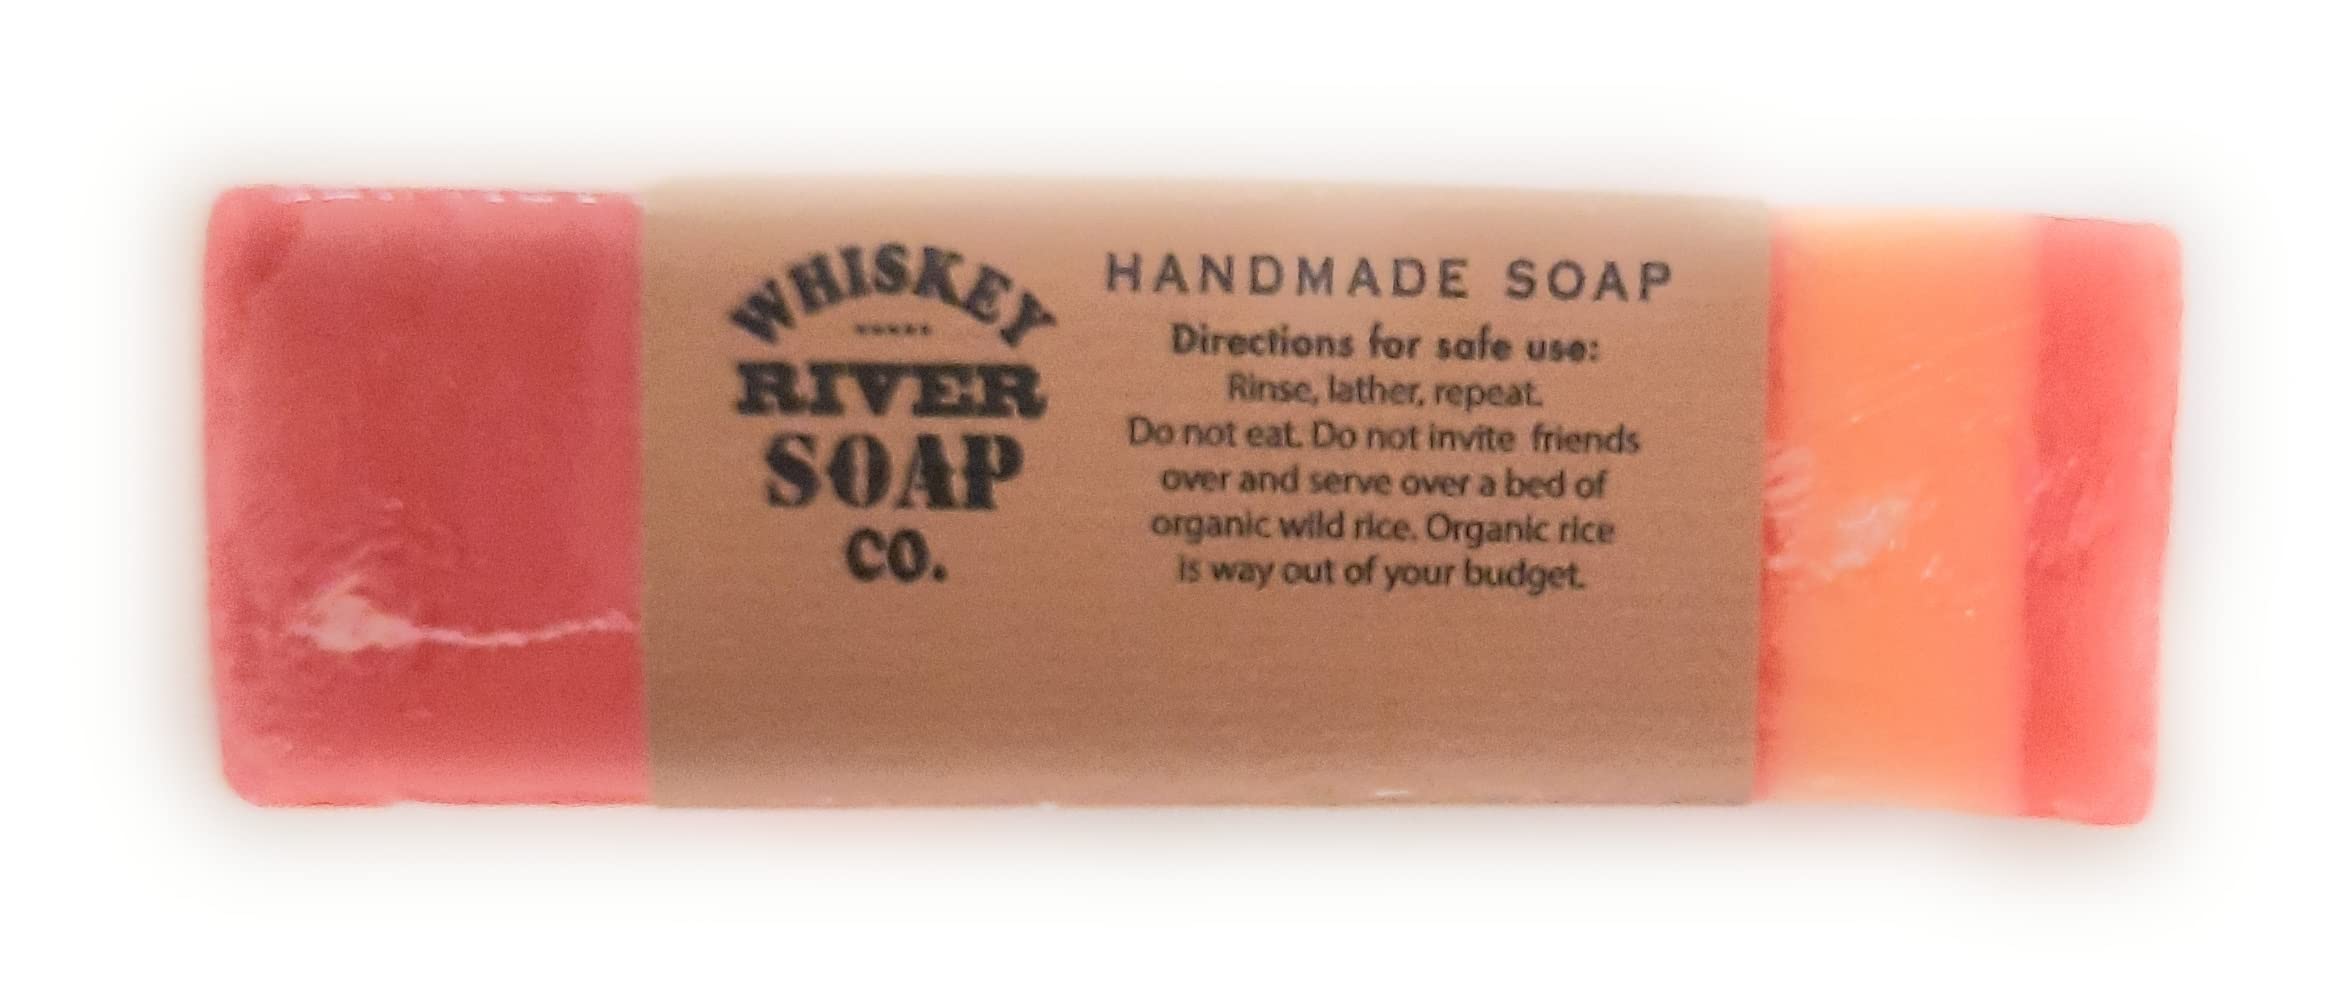 WHISKEY
RIVER
SOAP
CO.
HANDMADE SOAP
Directions for safe use:
Rinse, lather, repeat.
Do not eat. Do not invite friends
over and serve over a bed of
organic wild rice. Organic rice
is way out of your budget.